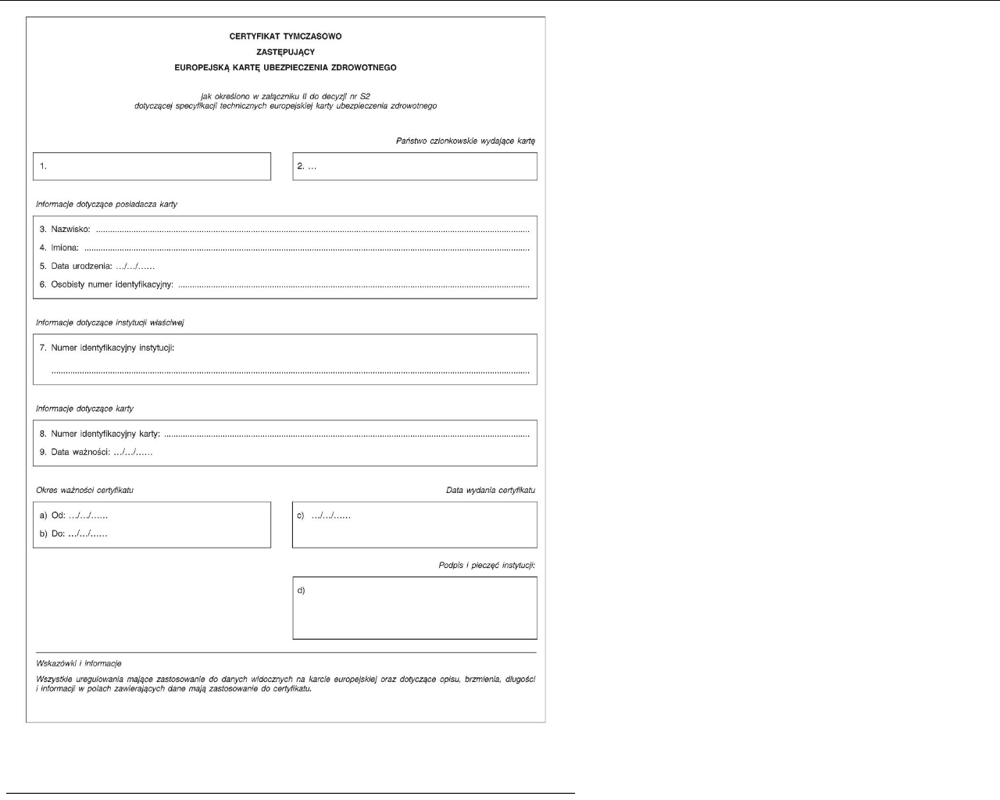 CERTYFIKAT TYMCZASOWO
ZASTĘPUJĄCY
EUROPEJSKĄ KARTĘ UBEZPIECZENIA ZDROWOTNEGO
jak określono w załączniku II do decyzji nr S2
dotyczącej specyfikacji technicznych europejskiej karty ubezpieczenia zdrowotnego
Państwo członkowskie wydające kartę
1.
2. ...
Informacje dotyczące posiadacza karty
3. Nazwisko: ...............
4. Imiona: ...............
5. Data urodzenia: .../.../......
6. Osobisty numer identyfikacyjny: ...............
Informacje dotyczące instytucji właściwej
7. Numer identyfikacyjny instytucji:
...............
Informacje dotyczące karty
8. Numer identyfikacyjny karty: ...............
9. Data ważności: .../.../......
Okres ważności certyfikatu
Data wydania certyfikatu
a) Od: .../.../......
c) .../.../......
b) Do: .../.../......
Podpis i pieczęć instytucji:
d)
Wskazówki i informacje
Wszystkie uregulowania mające zastosowanie do danych widocznych na karcie europejskiej oraz dotyczące opisu, brzmienia, długości
i informacji w polach zawierających dane mają zastosowanie do certyfikatu.